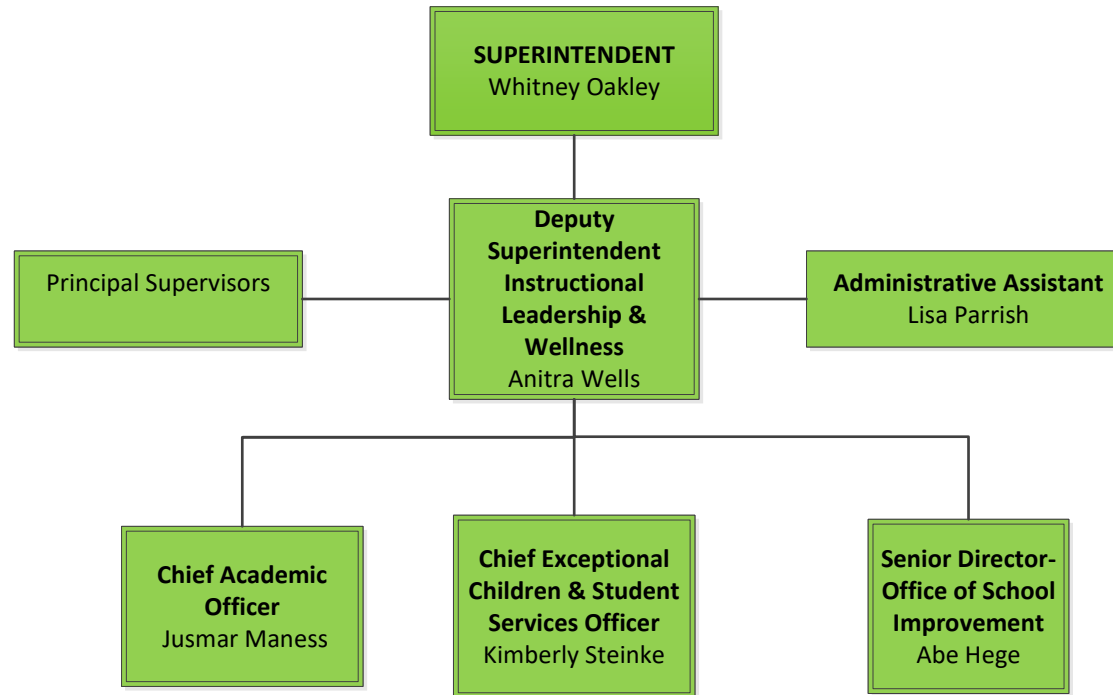 SUPERINTENDENT
Whitney Oakley
Deputy
Superintendent
Instructional
Leadership &
Wellness
Anitra Wells
Principal Supervisors
Administrative Assistant
Lisa Parrish
Chief Academic
Officer
Jusmar Maness
Chief Exceptional
Children & Student
Services Officer
Kimberly Steinke
Senior Director-
Office of School
Improvement
Abe Hege